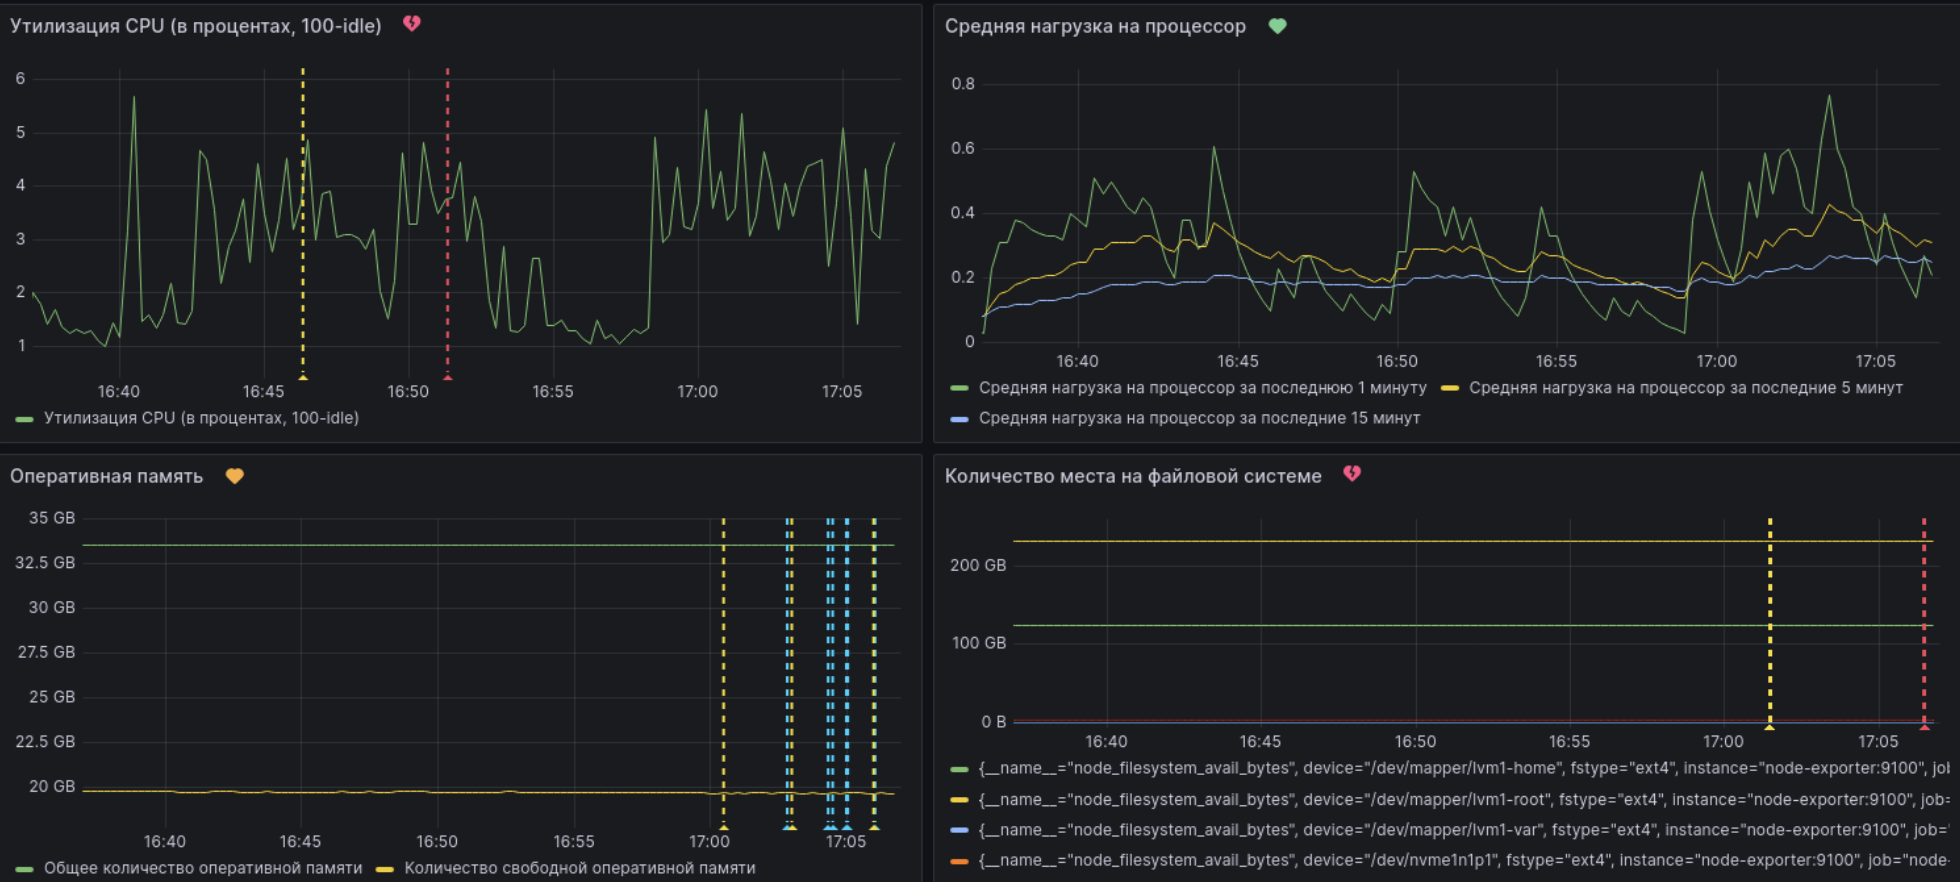 Утилизация CPU (в процентах, 100-idle)
6
5
4
3
2
1
16:40 16:45 16:50 16:55 17:00 17:05
Утилизация CPU (в процентах, 100-idle)
Средняя нагрузка на процессор
0.8
0.6
0.4
0.2
0
16:40 16:45 16:50 16:55 17:00 17:05
Средняя нагрузка на процессор за последнюю 1 минуту Средняя нагрузка на процессор за последние 5 минут
Средняя нагрузка на процессор за последние 15 минут
Оперативная память
35 GB
32.5 GB
30 GB
27.5 GB
25 GB
22.5 GB
20 GB
16:40 16:45 16:50 16:55 17:00 17:05
Общее количество оперативной памяти Количество свободной оперативной памяти
Количество места на файловой системе
200 GB
100 GB
0 B
16:40 16:45 16:50 16:55 17:00 17:05
{__name__="node_filesystem_avail_bytes", device="/dev/mapper/lvm1-home", fstype="ext4", instance="node-exporter:9100", job
{__name__="node_filesystem_avail_bytes", device="/dev/mapper/lvm1-root", fstype="ext4", instance="node-exporter:9100", job=
{__name__="node_filesystem_avail_bytes", device="/dev/mapper/lvm1-var", fstype="ext4", instance="node-exporter:9100", job="
{__name__="node_filesystem_avail_bytes", device="/dev/nvme1n1p1", fstype="ext4", instance="node-exporter:9100", job="node-